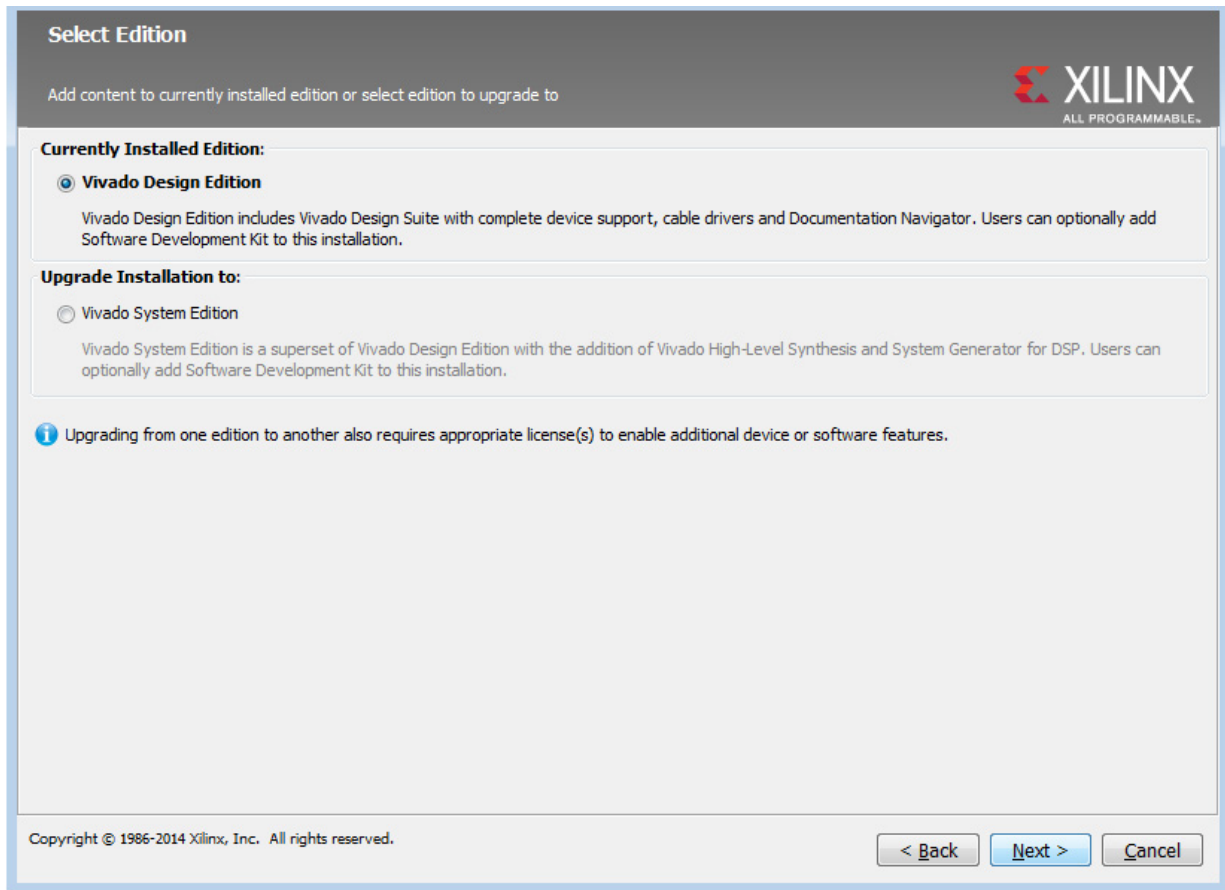 Select Edition
Add content to currently installed edition or select edition to upgrade to
XILINX
ALL PROGRAMMABLE™
Currently Installed Edition:
Vivado Design Edition
Vivado Design Edition includes Vivado Design Suite with complete device support, cable drivers and Documentation Navigator. Users can optionally add
Software Development Kit to this installation.
Upgrade Installation to:
Vivado System Edition
Vivado System Edition is a superset of Vivado Design Edition with the addition of Vivado High-Level Synthesis and System Generator for DSP. Users can
optionally add Software Development Kit to this installation.
Upgrading from one edition to another also requires appropriate license(s) to enable additional device or software features.
Copyright © 1986-2014 Xilinx, Inc. All rights reserved.
< Back
Next >
Cancel